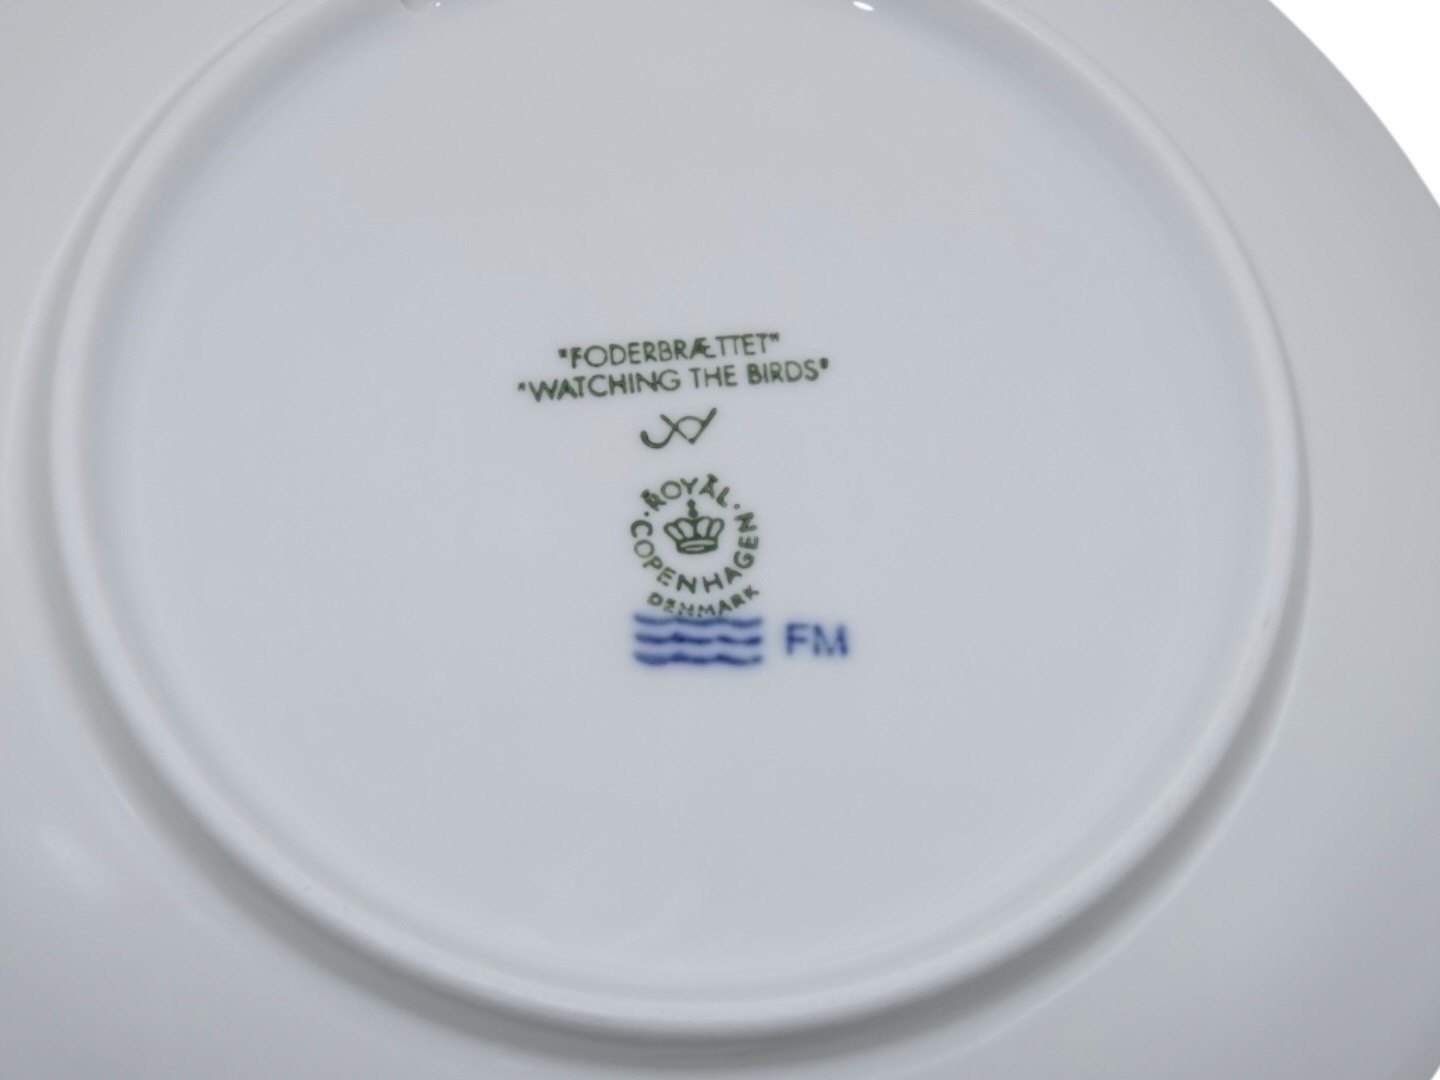 "FODERBRÆTTET"
"WATCHING THE BIRDS"
ROYAL
COPENHAGEN
DENMARK
FM